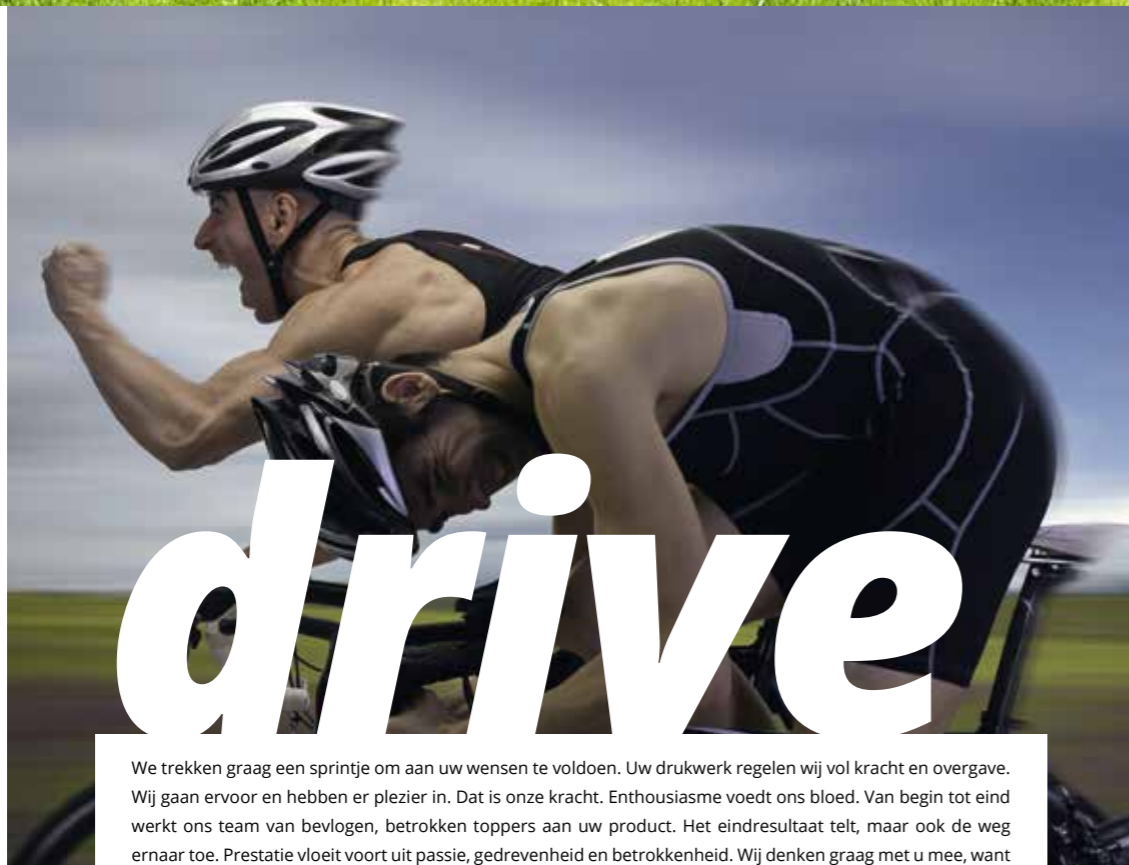 drive
We trekken graag een sprintje om aan uw wensen te voldoen. Uw drukwerk regelen wij vol kracht en overgave.
Wij gaan ervoor en hebben er plezier in. Dat is onze kracht. Enthousiasme voedt ons bloed. Van begin tot eind
werkt ons team van bevlogen, betrokken toppers aan uw product. Het eindresultaat telt, maar ook de weg
ernaar toe. Prestatie vloeit voort uit passie, gedrevenheid en betrokkenheid. Wij denken graag met u mee, want